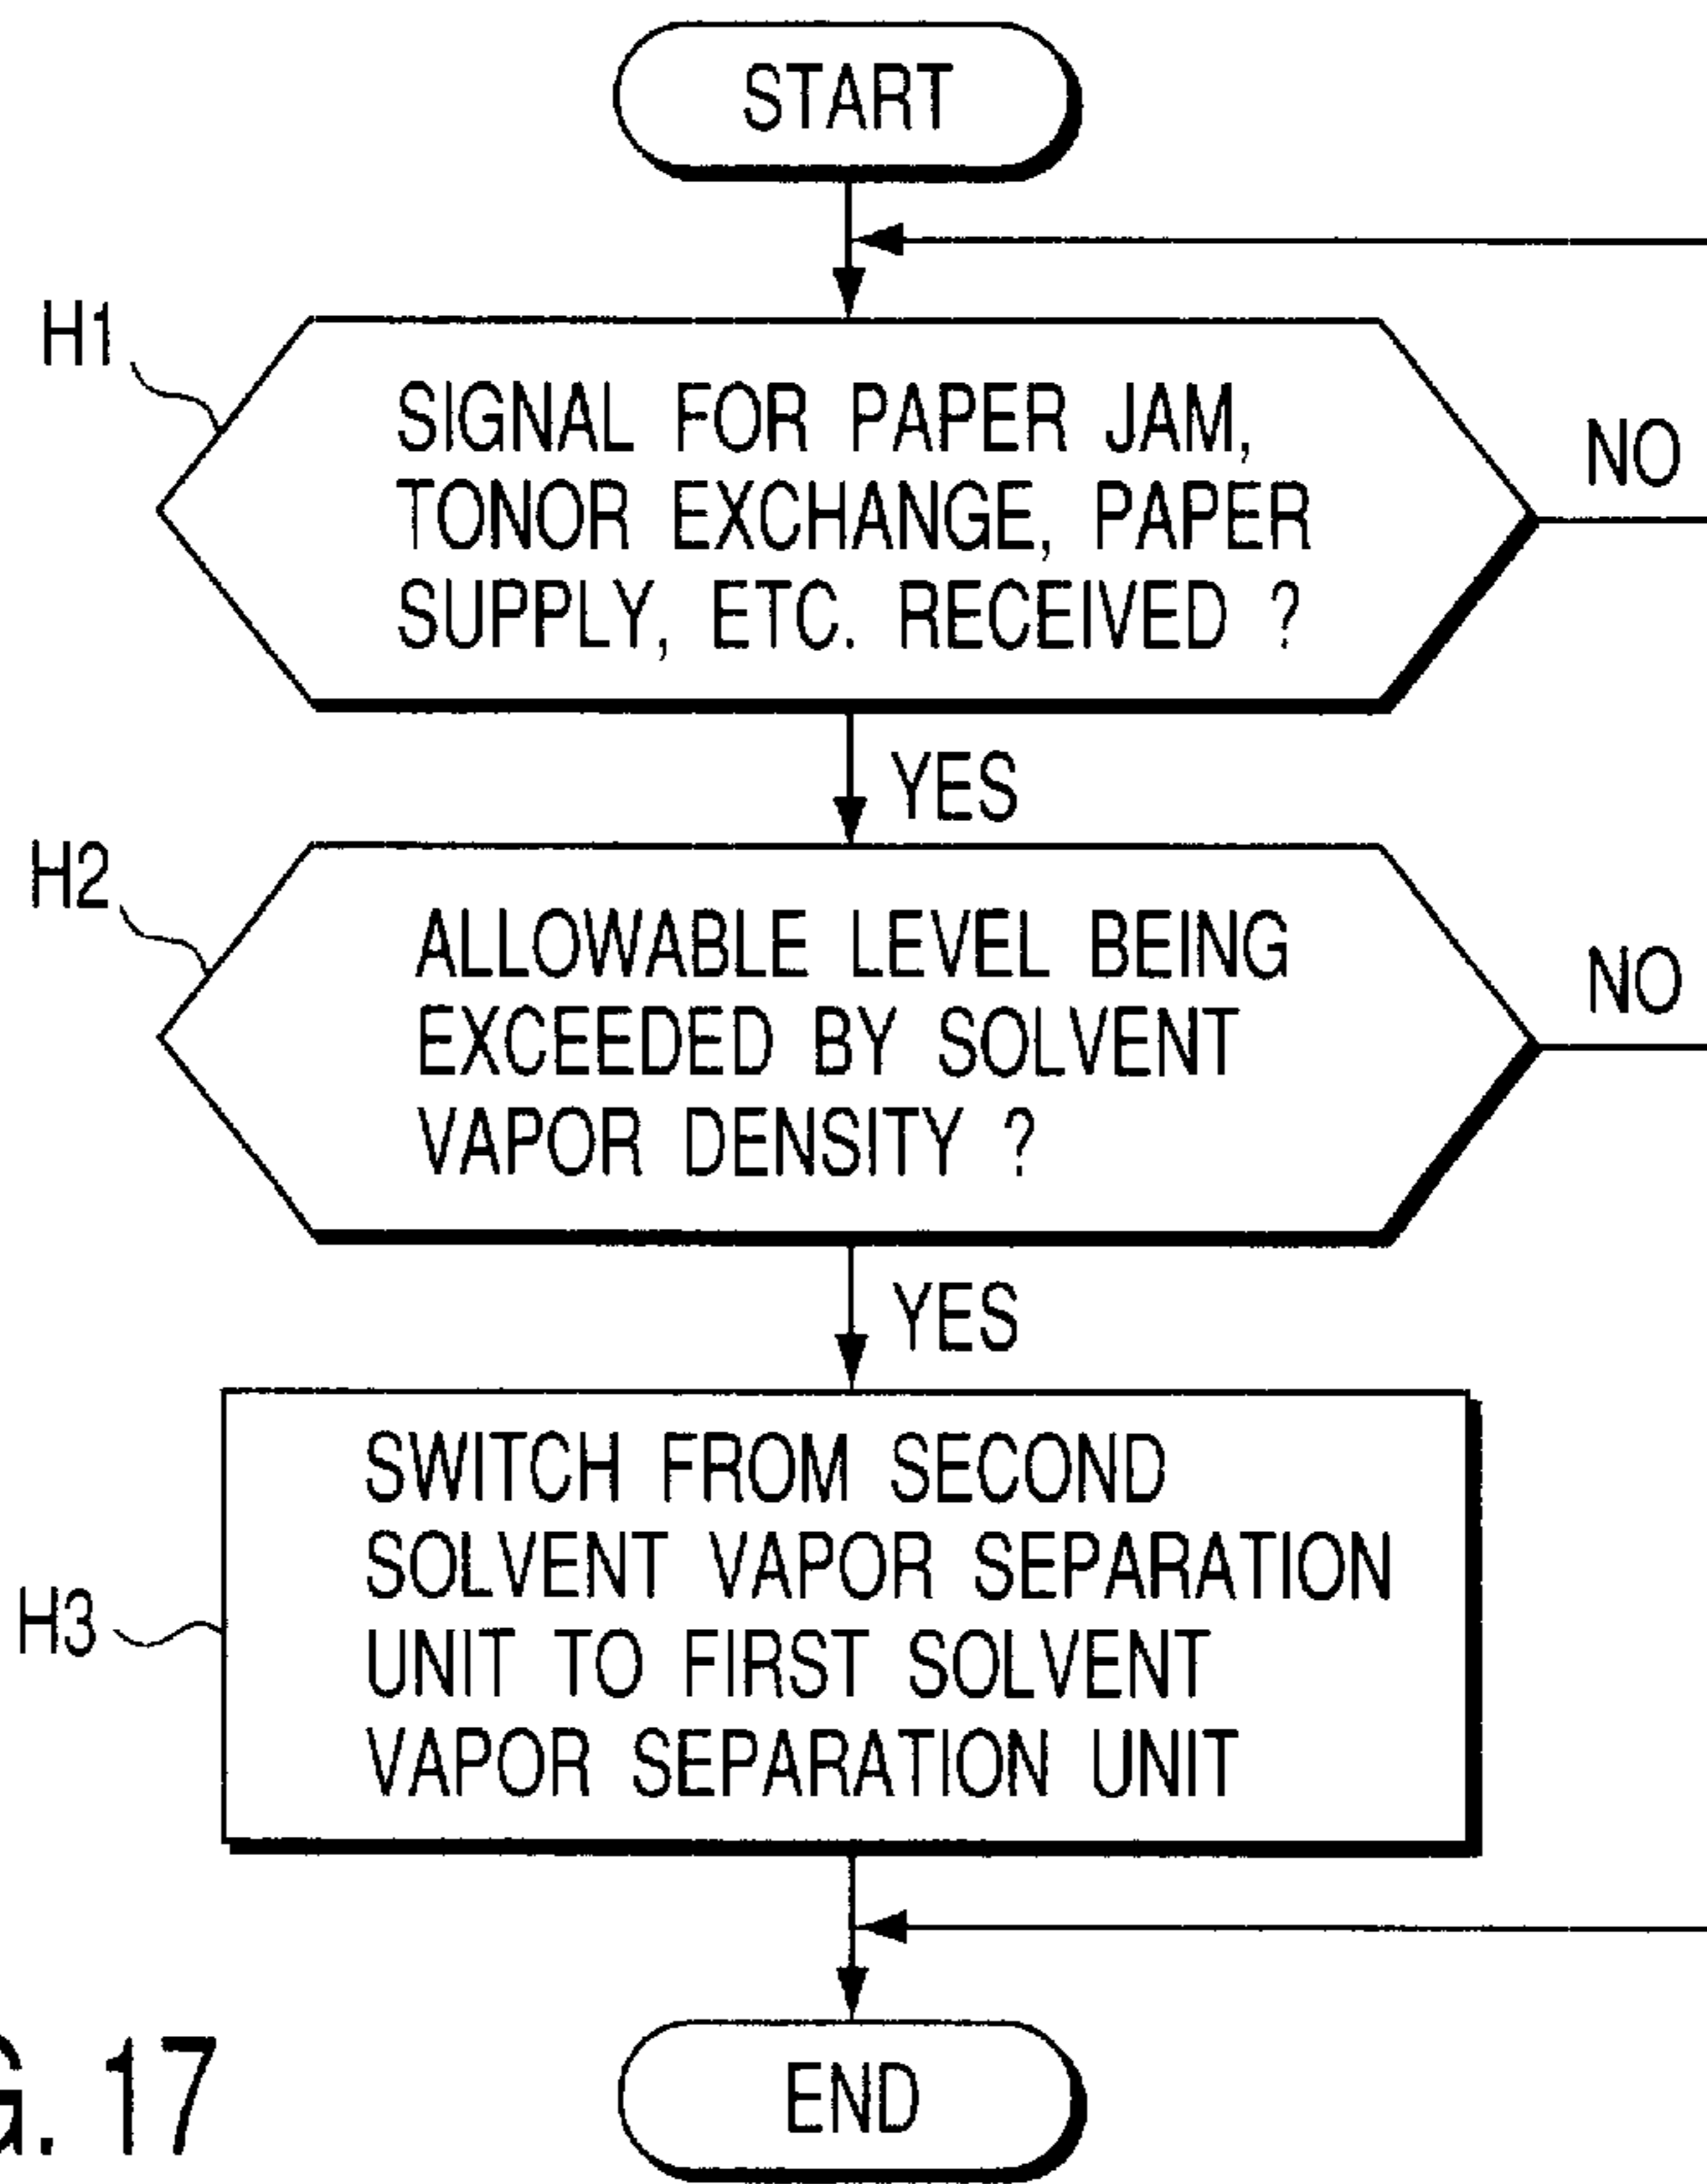 START
H1
SIGNAL FOR PAPER JAM,
TONOR EXCHANGE, PAPER
SUPPLY, ETC. RECEIVED ?
NO
YES
H2
ALLOWABLE LEVEL BEING
EXCEEDED BY SOLVENT
VAPOR DENSITY ?
NO
YES
H3
SWITCH FROM SECOND
SOLVENT VAPOR SEPARATION
UNIT TO FIRST SOLVENT
VAPOR SEPARATION UNIT
END
G. 17